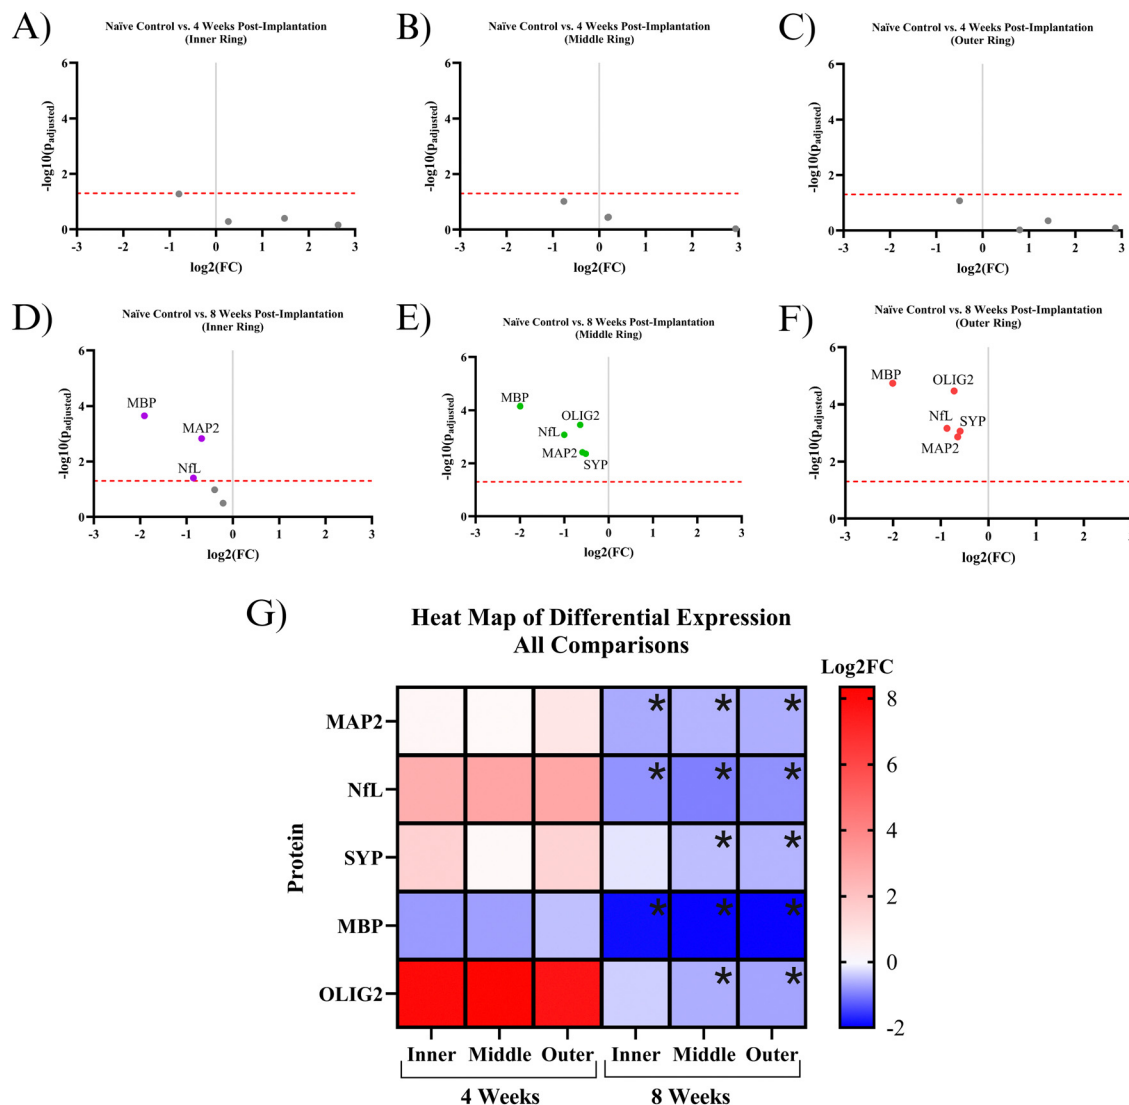 A)
Naïve Control vs. 4 Weeks Post-Implantation
(Inner Ring)
6
4
2
0
-log10(padjusted)
-3 -2 -1 0 1 2 3
log2(FC)
B)
Naïve Control vs. 4 Weeks Post-Implantation
(Middle Ring)
6
4
2
0
-log10(padjusted)
-3 -2 -1 0 1 2 3
log2(FC)
C)
Naïve Control vs. 4 Weeks Post-Implantation
(Outer Ring)
6
4
2
0
-log10(padjusted)
-3 -2 -1 0 1 2 3
log2(FC)
D)
Naïve Control vs. 8 Weeks Post-Implantation
(Inner Ring)
6
4
2
0
-log10(padjusted)
MBP
MAP2
NfL
-3 -2 -1 0 1 2 3
log2(FC)
E)
Naïve Control vs. 8 Weeks Post-Implantation
(Middle Ring)
6
4
2
0
-log10(padjusted)
MBP
OLIG2
NfL
MAP2
SYP
-3 -2 -1 0 1 2 3
log2(FC)
F)
Naïve Control vs. 8 Weeks Post-Implantation
(Outer Ring)
6
4
2
0
-log10(padjusted)
MBP
OLIG2
NfL
SYP
MAP2
-3 -2 -1 0 1 2 3
log2(FC)
G)
Heat Map of Differential Expression
All Comparisons
Log2FC
8
6
4
2
0
-2
Protein
MAP2 * * *
NfL * * *
SYP * *
MBP * * *
OLIG2 * *
Inner Middle Outer Inner Middle Outer
4 Weeks 8 Weeks